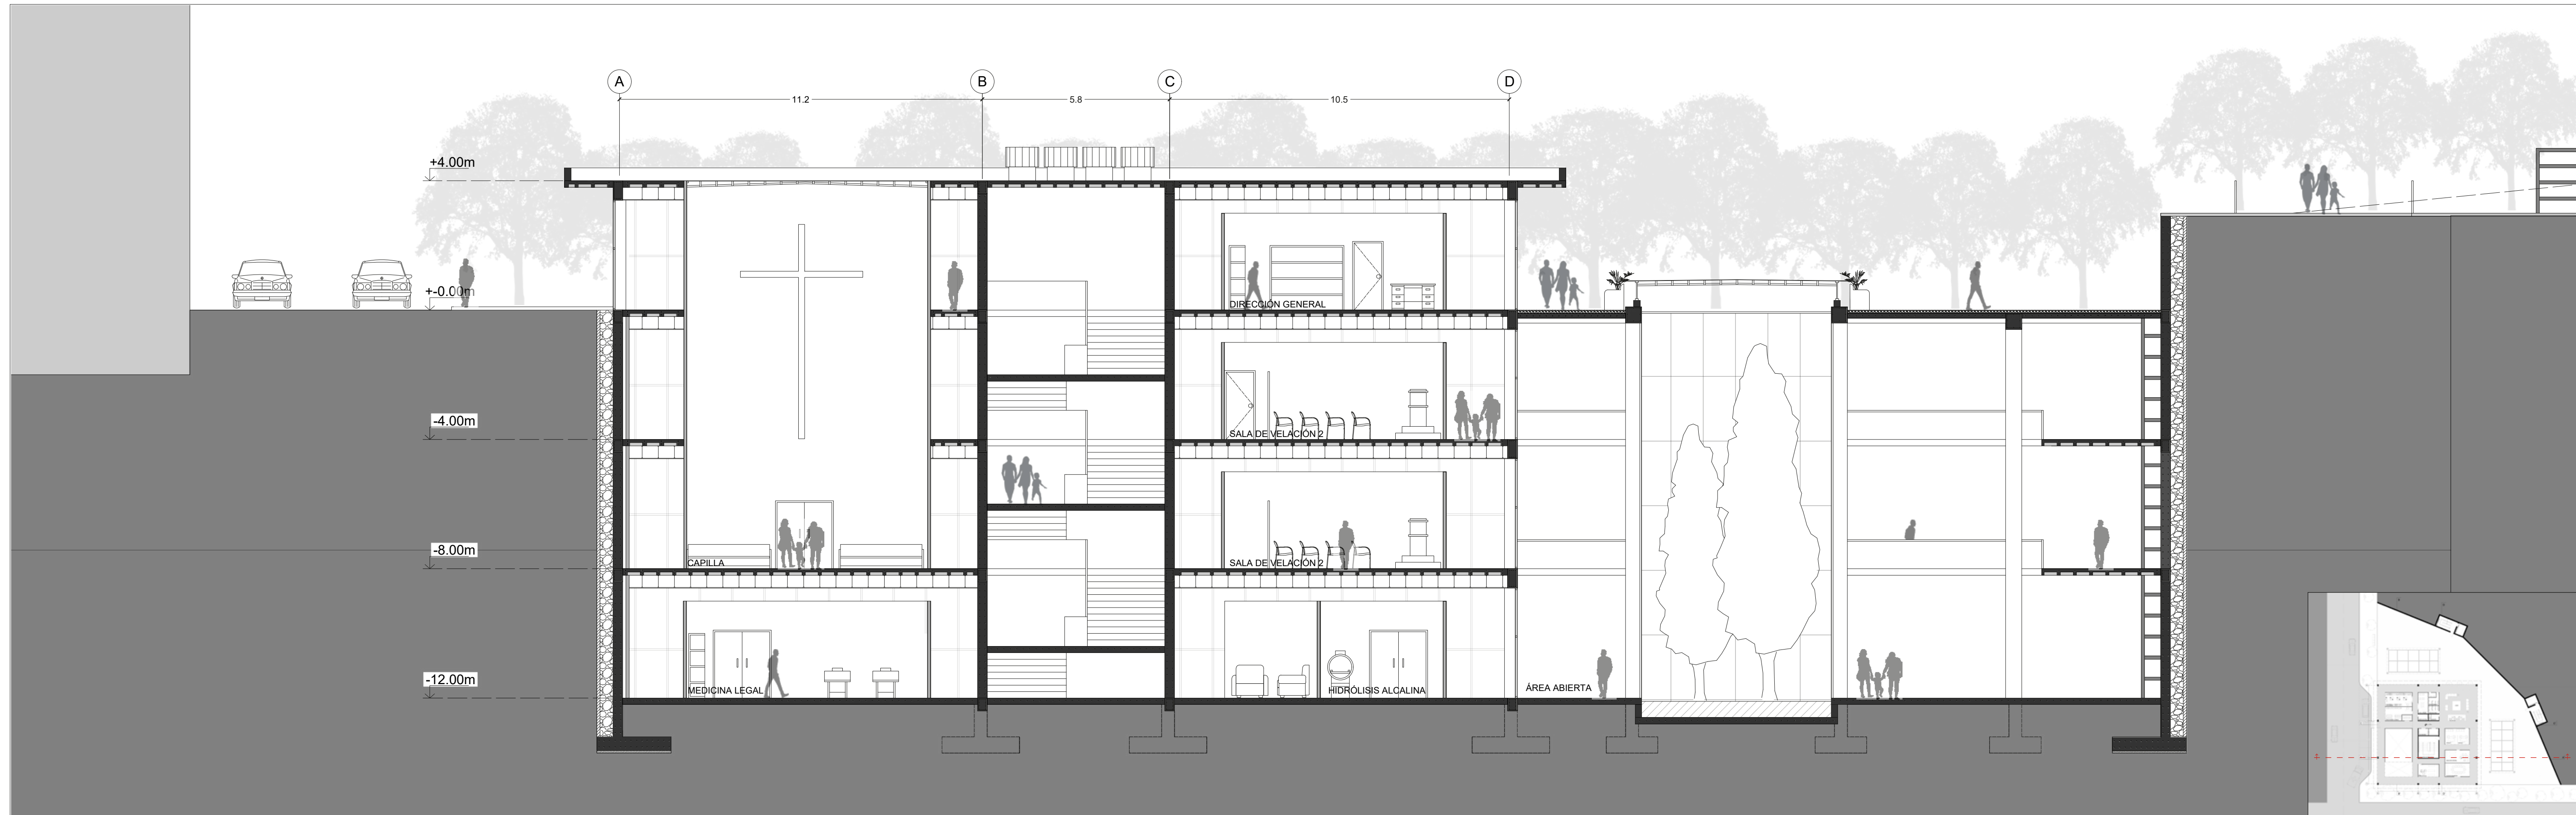 A
B
C
D
11.2
5.8
10.5
+4.00m
+-0.00m
DIRECCIÓN GENERAL
-4.00m
SALA DE VELACIÓN 2
-8.00m
CAPILLA
SALA DE VELACIÓN 2
-12.00m
MEDICINA LEGAL
HIDRÓLISIS ALCALINA
ÁREA ABIERTA